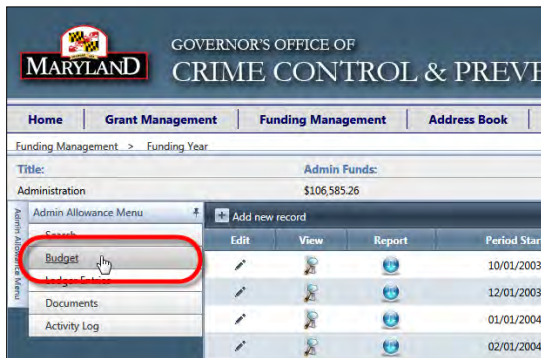 MARYLAND
GOVERNOR'S OFFICE OF
CRIME CONTROL & PREVE
Home Grant Management Funding Management Address Book
Funding Management > Funding Year
Title: Admin Funds:
Administration $106,585.26
Admin Allowance Menu
Admin Allowance Menu
Add new record
Search
Budget
Ledger Entries
Documents
Activity Log
Edit View Report Period Star
10/01/2003
12/01/2003
01/01/2004
02/01/2004